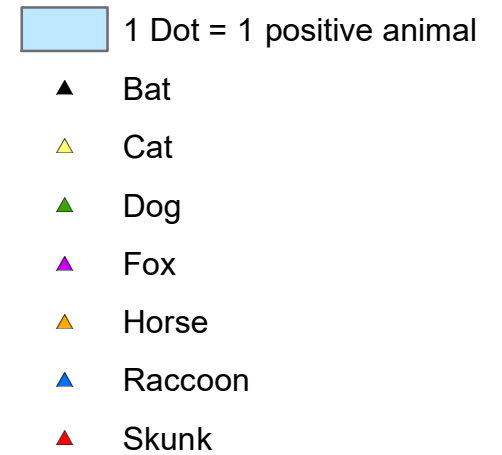 1 Dot = 1 positive animal
Bat
Cat
Dog
Fox
Horse
Raccoon
Skunk